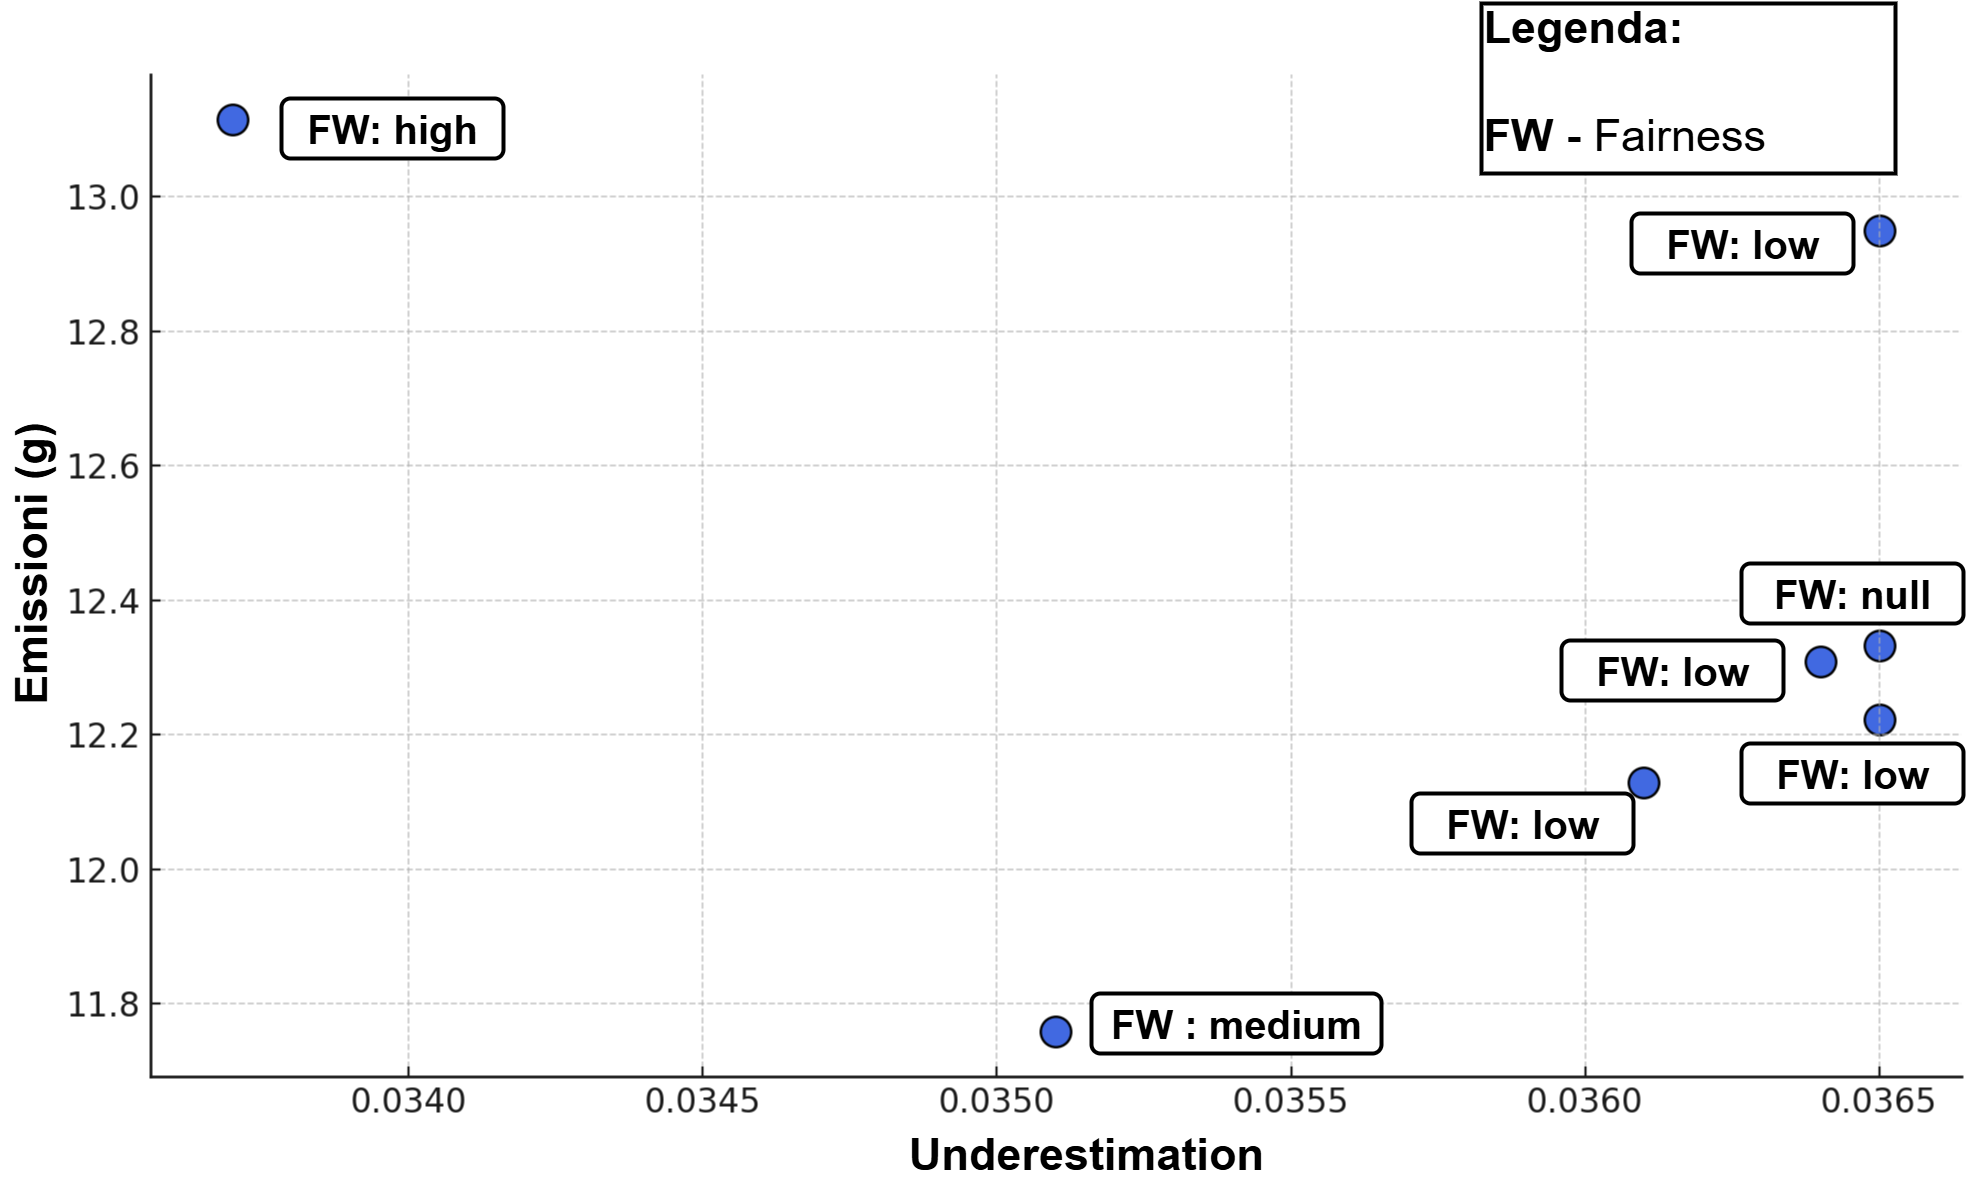 Legenda:
FW - Fairness
FW: high
13.0
FW: low
12.8
12.6
12.4
FW: null
FW: low
12.2
FW: low
FW: low
12.0
11.8
FW : medium
Emissioni (g)
0.0340 0.0345 0.0350 0.0355 0.0360 0.0365
Underestimation